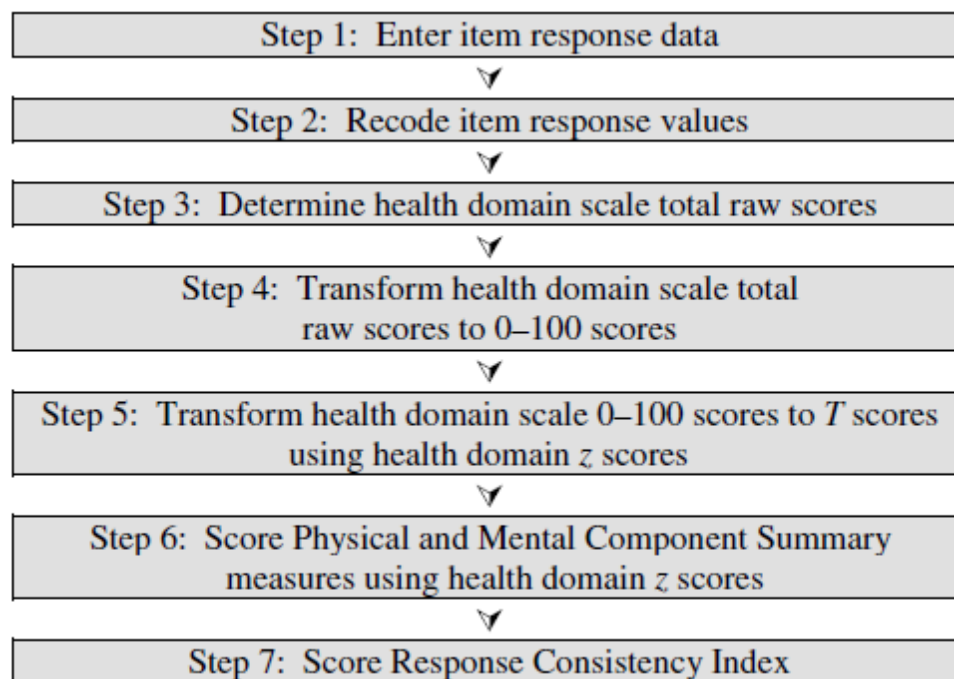 Step 1:  Enter item response data
Step 2:  Recode item response values
Step 3:  Determine health domain scale total raw scores
Step 4:  Transform health domain scale total
raw scores to 0–100 scores
Step 5:  Transform health domain scale 0–100 scores to T scores
using health domain z scores
Step 6:  Score Physical and Mental Component Summary
measures using health domain z scores
Step 7:  Score Response Consistency Index